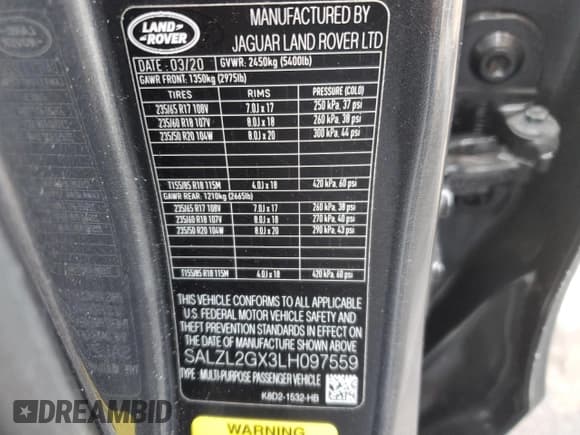 LAND
ROVER
MANUFACTURED BY
JAGUAR LAND ROVER LTD
DATE : 03/20 GVWR: 2450kg (5400lb)
GAWR FRONT: 1350kg (2975lb)
TIRES RIMS PRESSURE (COLD)
235/65 R17 108V 7.0J x 17 250 kPa, 37 psi
235/60 R18 107V 8.0J x 18 260 kPa, 38 psi
235/50 R20 104W 8.0J x 20 300 kPa, 44 psi
T155/85 R18 115M 4.0J x 18 420 kPa, 60 psi
GAWR REAR: 1210kg (2665lb)
235/65 R17 108V 7.0J x 17 260 kPa, 38 psi
235/60 R18 107V 8.0J x 18 270 kPa, 40 psi
235/50 R20 104W 8.0J x 20 290 kPa, 43 psi
T155/85 R18 115M 4.0J x 18 420 kPa, 60 psi
THIS VEHICLE CONFORMS TO ALL APPLICABLE
U.S. FEDERAL MOTOR VEHICLE SAFETY AND
THEFT PREVENTION STANDARDS IN EFFECT ON
THE DATE OF MANUFACTURE SHOWN ABOVE
SALZL2GX3LH097559
TYPE : MULTI-PURPOSE PASSENGER VEHICLE
K8D2-1532-HB
WARNING
DREAMBID